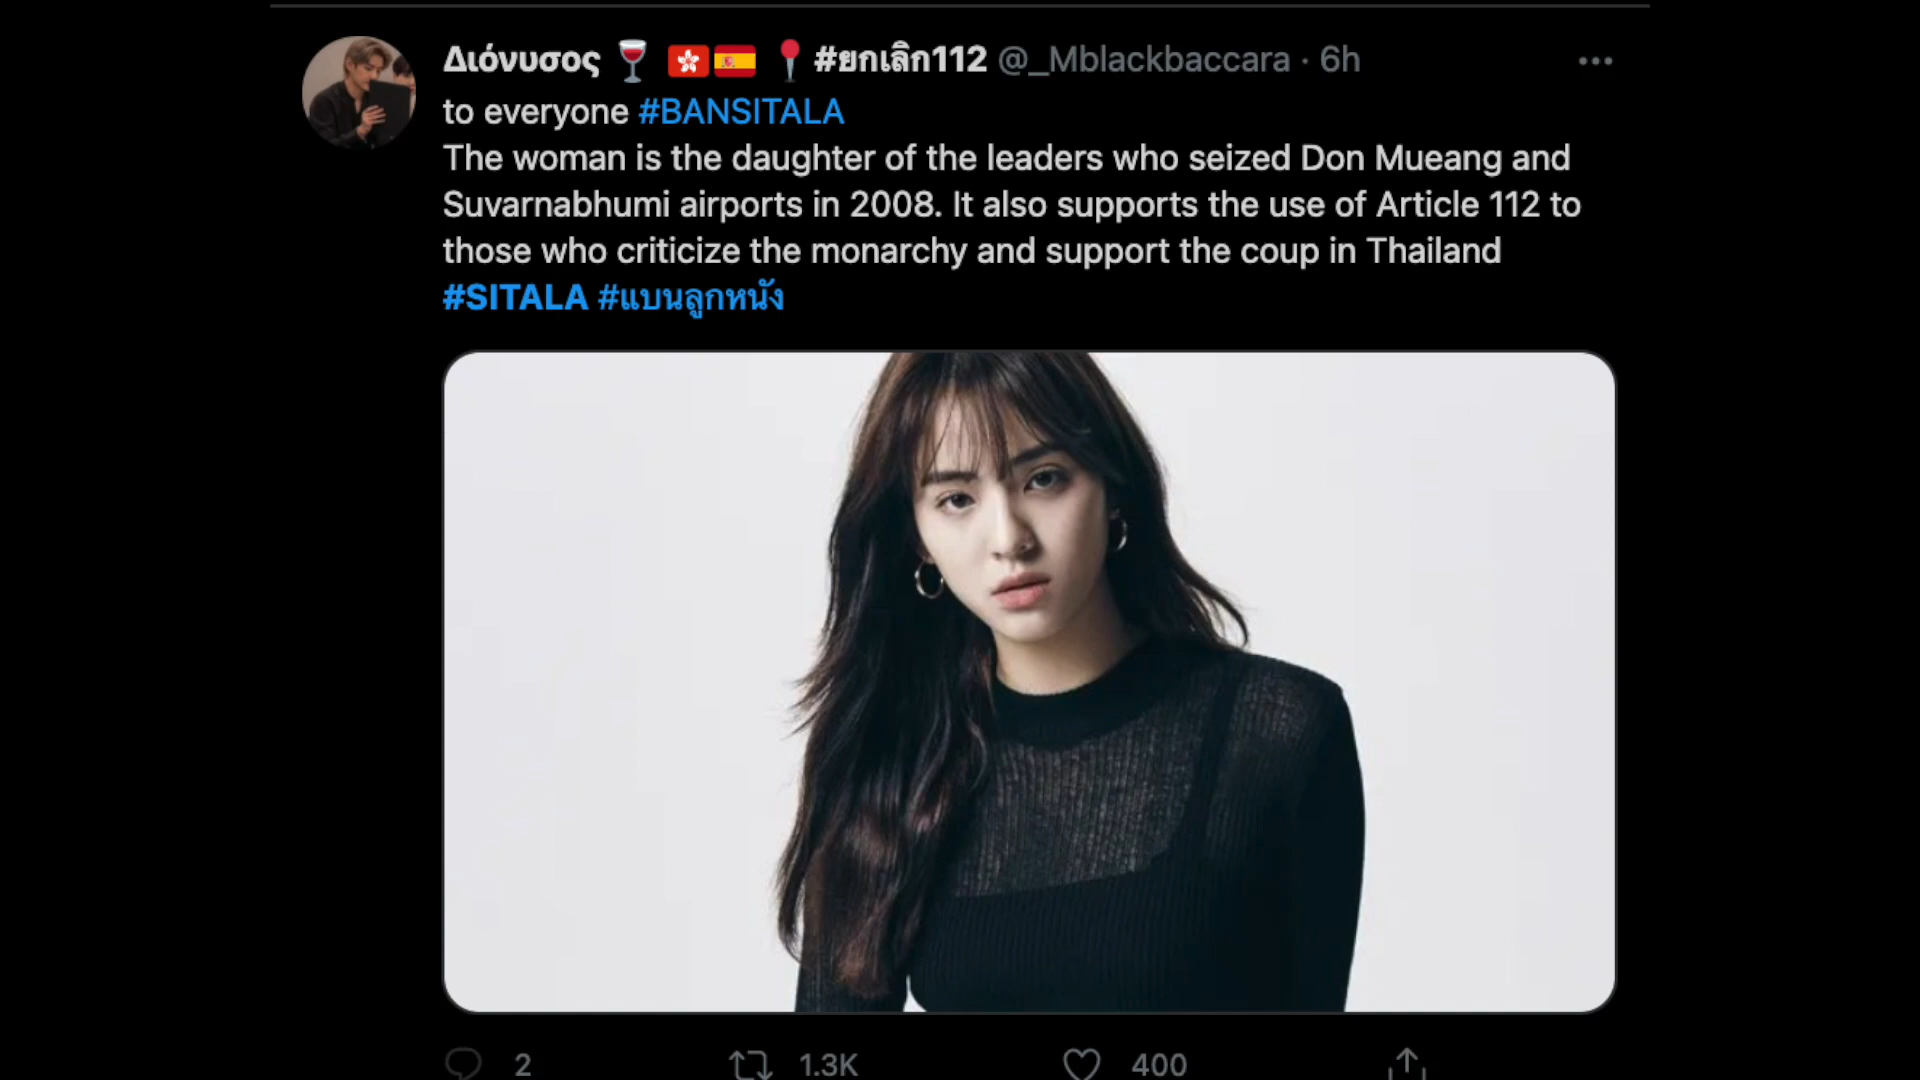 Διόνυσος 🍷 🇭🇰🇪🇸 📍#ยกเลิก112 @_Mblackbaccara · 6h
to everyone #BANSITALA
The woman is the daughter of the leaders who seized Don Mueang and
Suvarnabhumi airports in 2008. It also supports the use of Article 112 to
those who criticize the monarchy and support the coup in Thailand
#SITALA #แบนลูกหนัง
2 1.3K 400